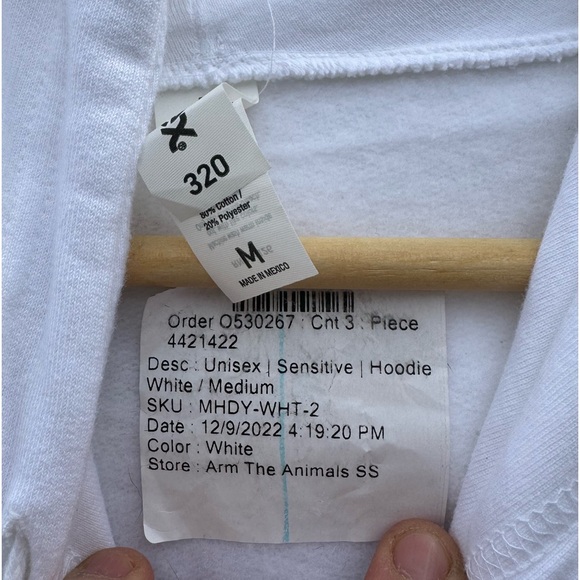 320
80% Cotton /
20% Polyester
M
MADE IN MEXICO
Order O530267 : Cnt 3 : Piece
4421422
Desc : Unisex | Sensitive | Hoodie
White / Medium
SKU : MHDY-WHT-2
Date : 12/9/2022 4:19:20 PM
Color : White
Store : Arm The Animals SS